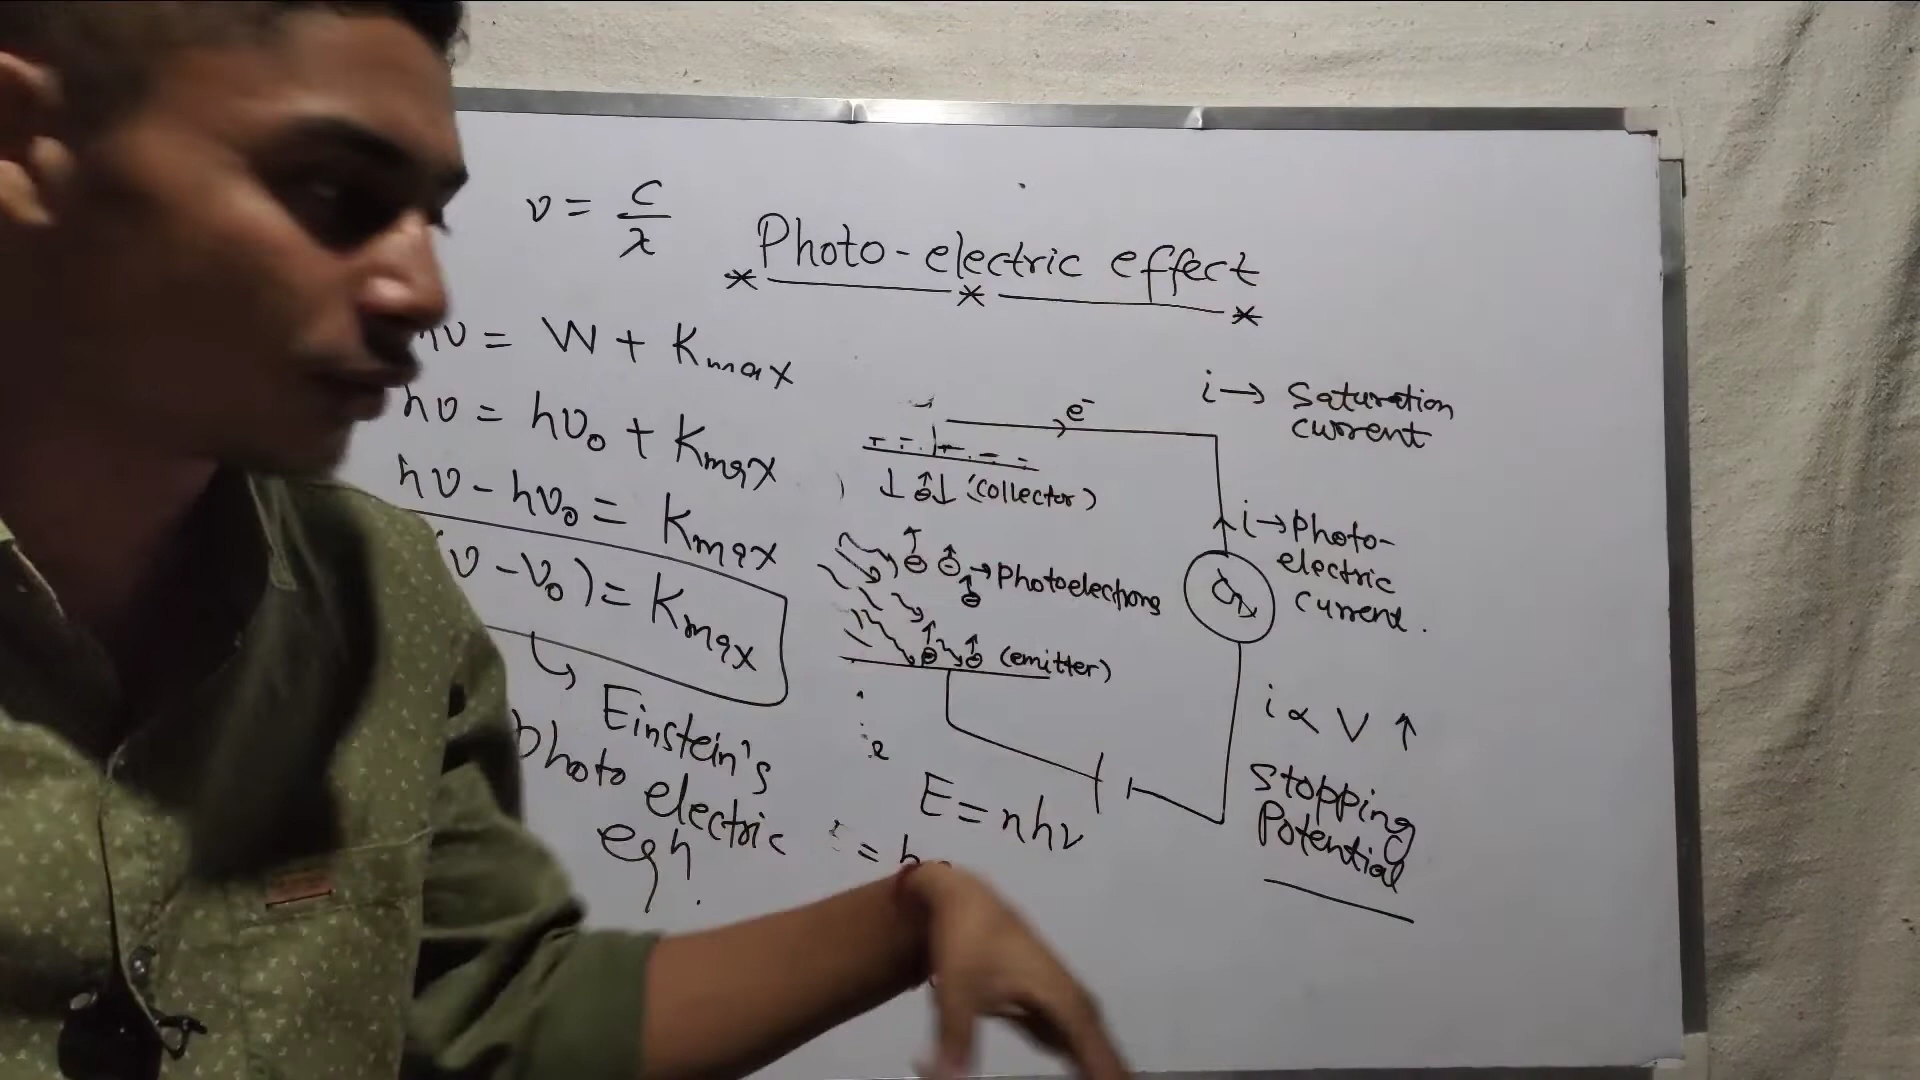 ν = c/λ
Photo-electric effect
hν = W + Kmax
hν = hν₀ + Kmax
hν - hν₀ = Kmax
(ν - ν₀) = Kmax
Einstein's
photo electric
eqn.
e⁻
(collector)
→ Photoelectrons
(emitter)
i → Saturation
current
i → Photo-
electric
current.
i ∝ V ↑
Stopping
Potential
E = nhν
= h